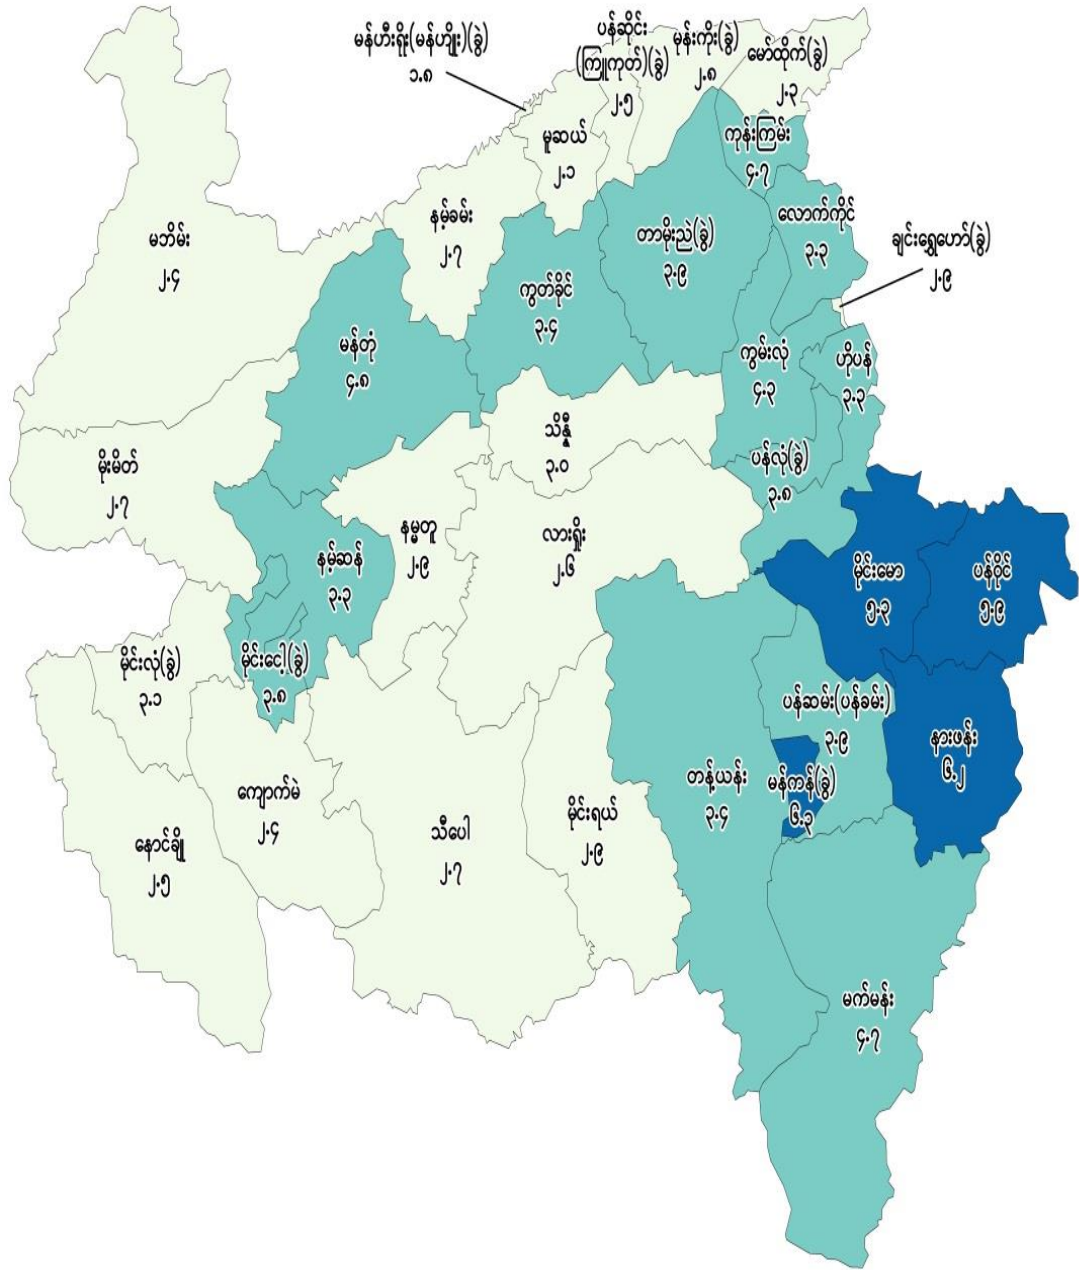 မန်ဟီးရိုး(မန်ဟျိုး)(ခွဲ)
၁.၈
ပန်ဆိုင်း
(ကြူကုတ်)(ခွဲ)
၂.၅
မုန်းကိုး(ခွဲ)
၂.၈
မော်ထိုက်(ခွဲ)
၂.၃
မူဆယ်
၂.၁
ကုန်းကြမ်း
၄.၇
နမ့်ခမ်း
၂.၇
လောက်ကိုင်
၃.၃
တာမိုးညဲ(ခွဲ)
၃.၉
ချင်းရွှေဟော်(ခွဲ)
၂.၉
မဘိမ်း
၂.၄
ကွတ်ခိုင်
၃.၄
မန်တုံ
၄.၈
ကွမ်းလုံ
၄.၃
ဟိုပန်
၃.၃
သိန္နီ
၃.၀
ပန်လုံ(ခွဲ)
၃.၈
မိုးမိတ်
၂.၇
နမ္မတူ
၂.၉
လားရှိုး
၂.၆
နမ့်ဆန်
၃.၃
မိုင်းမော
၅.၃
ပန်ဝိုင်
၅.၉
မိုင်းလုံ(ခွဲ)
၃.၁
မိုင်းငေါ့(ခွဲ)
၃.၈
ပန်ဆမ်း(ပန်ခမ်း)
၃.၉
နားဖန်း
၆.၂
တန့်ယန်း
၃.၄
မန်ကန်(ခွဲ)
၆.၃
ကျောက်မဲ
၂.၄
သီပေါ
၂.၇
မိုင်းရယ်
၂.၉
နောင်ချို
၂.၅
မက်မန်း
၄.၇